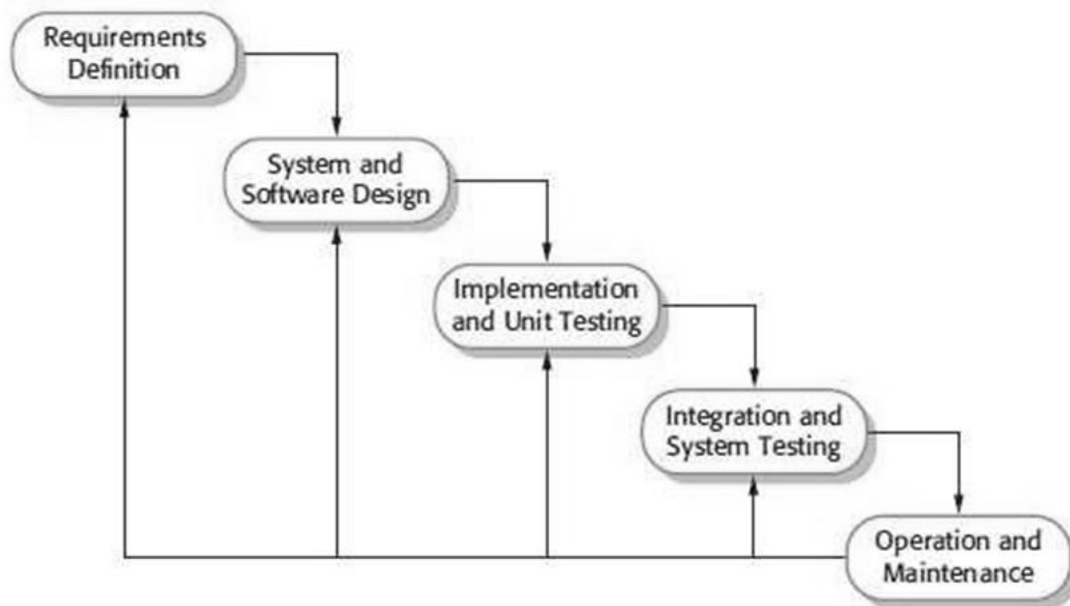 Requirements
Definition
System and
Software Design
Implementation
and Unit Testing
Integration and
System Testing
Operation and
Maintenance